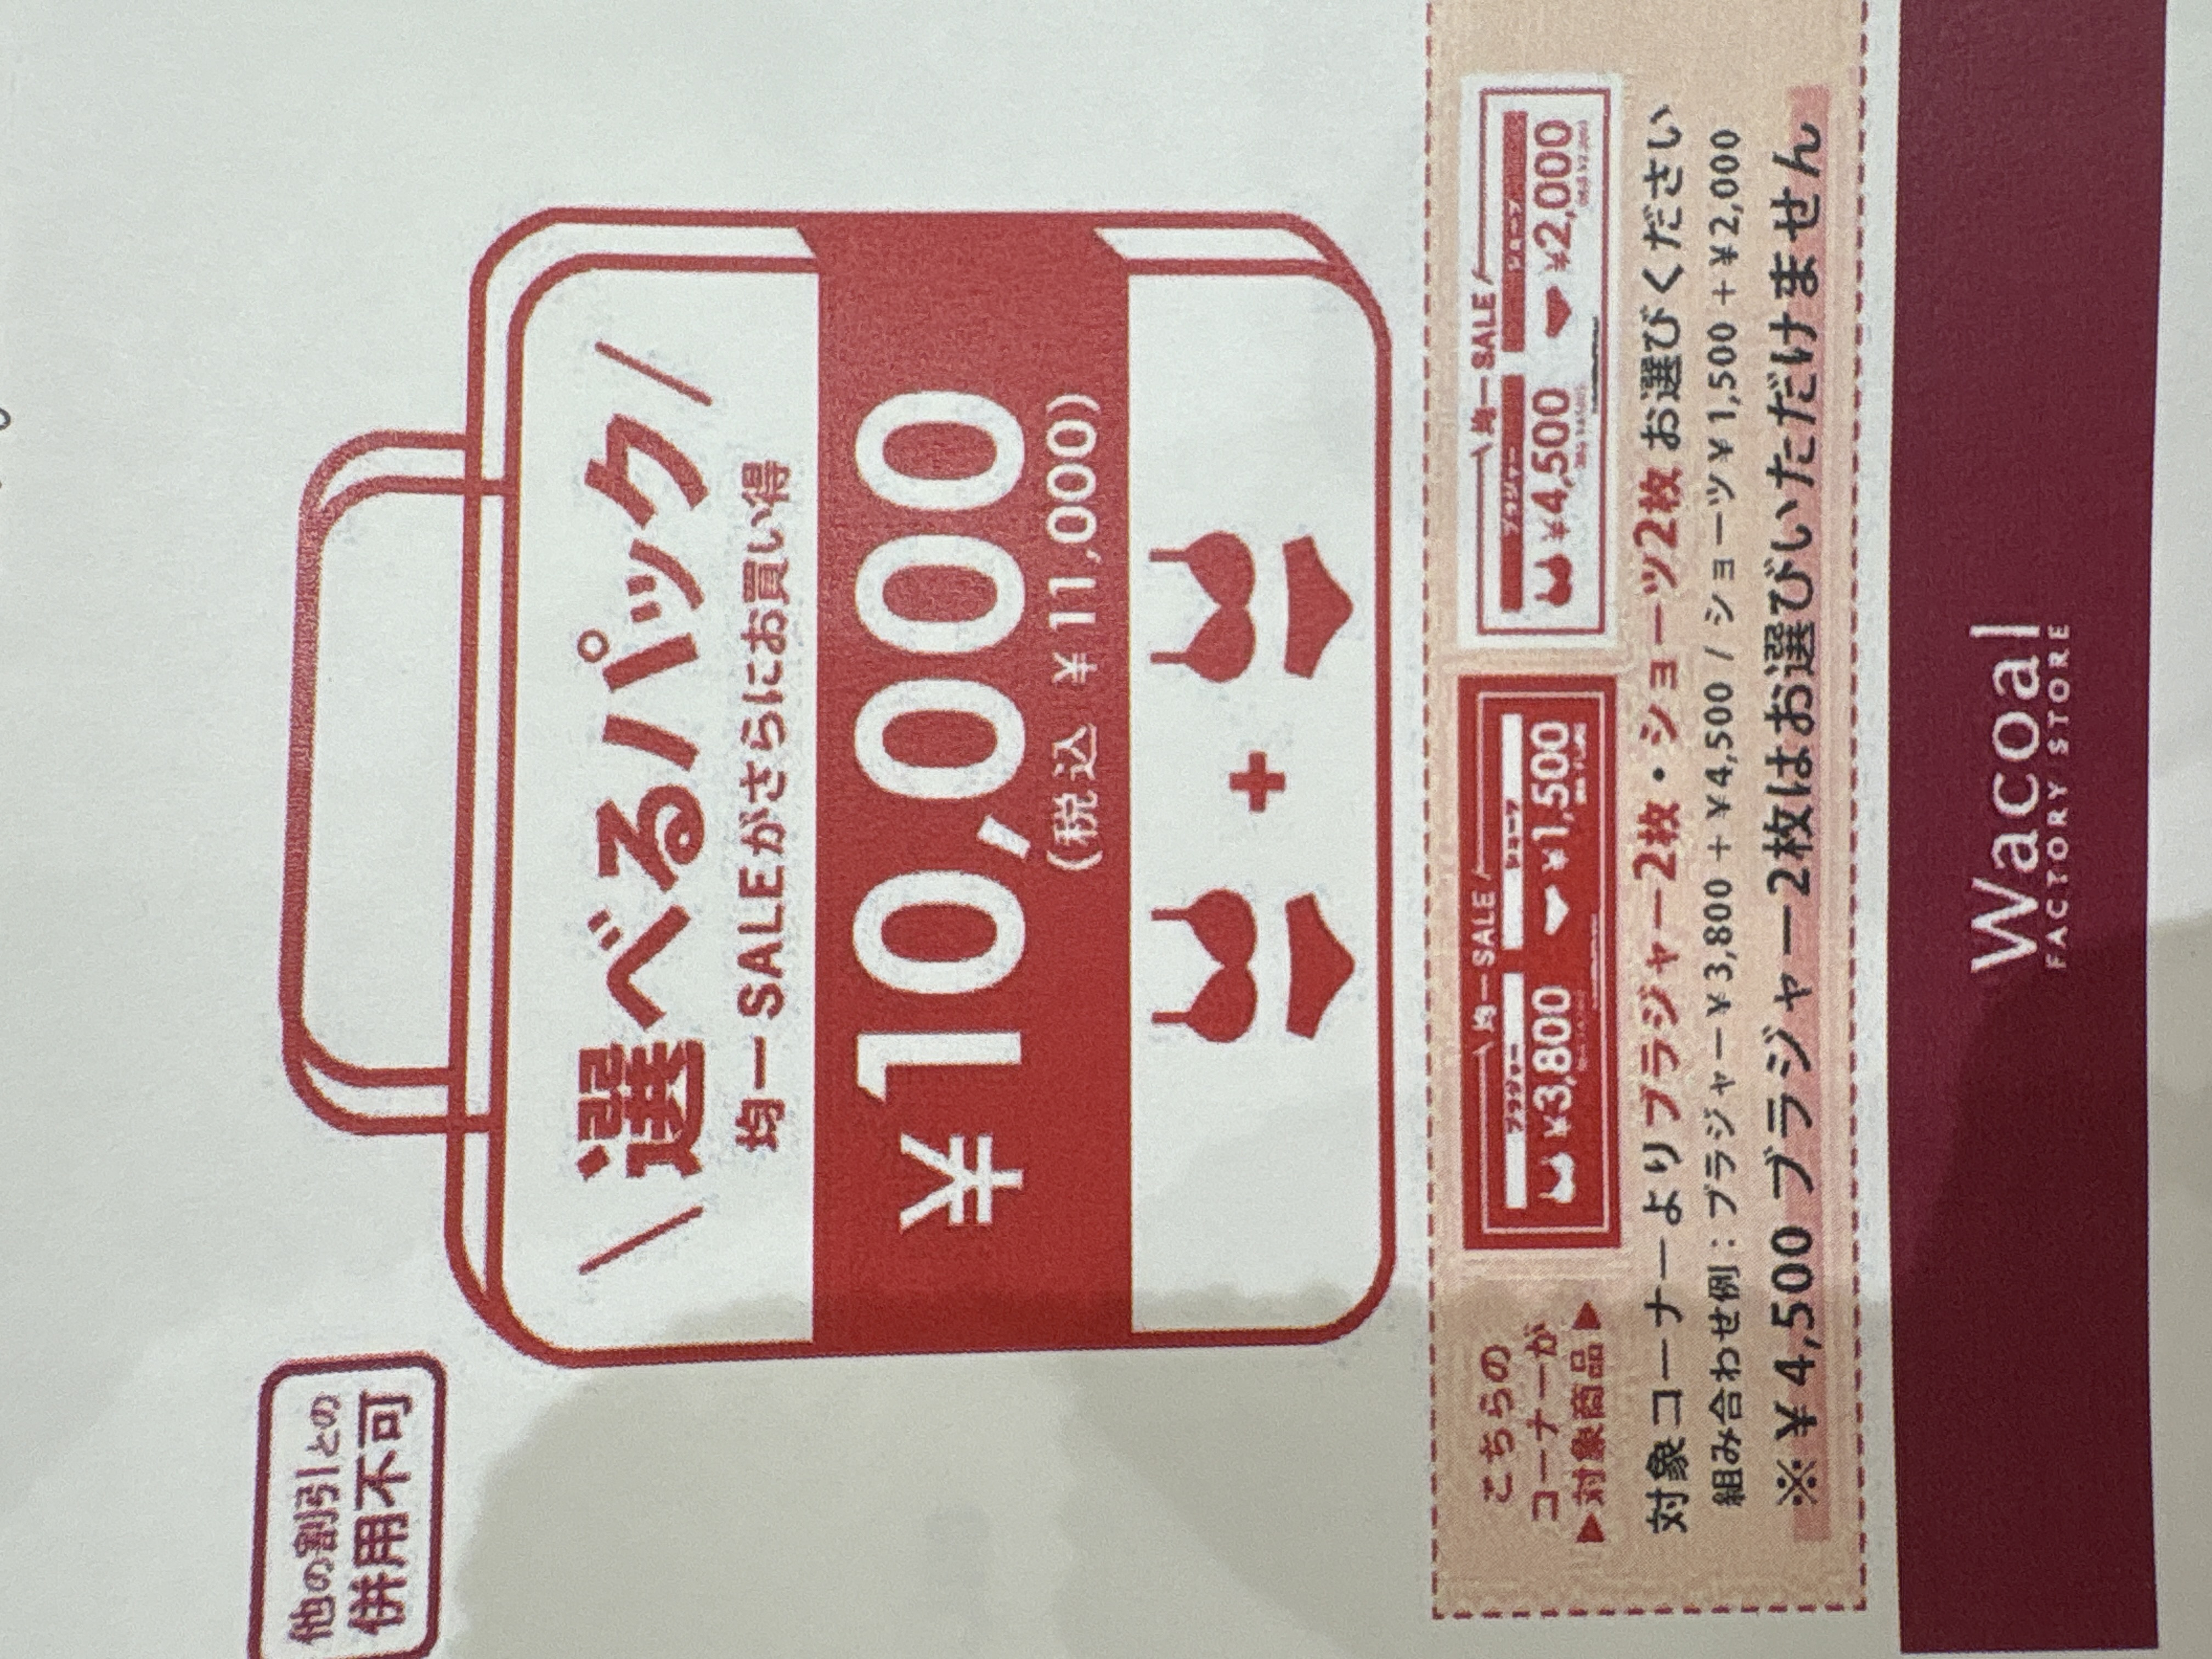 他の割引との
併用不可
選べるパック
均一SALEがさらにお買い得
¥10,000
(税込 ¥11,000)
+
こちらの
コーナーが
▶対象商品▶
均一SALE
ブラジャー ショーツ
¥3,800 ¥1,500
均一SALE
ブラジャー ショーツ
¥4,500 ¥2,000
対象コーナーよりブラジャー2枚・ショーツ2枚 お選びください
組み合わせ例：ブラジャー¥3,800 + ¥4,500 / ショーツ¥1,500 + ¥2,000
※¥4,500 ブラジャー2枚はお選びいただけません
Wacoal
FACTORY STORE